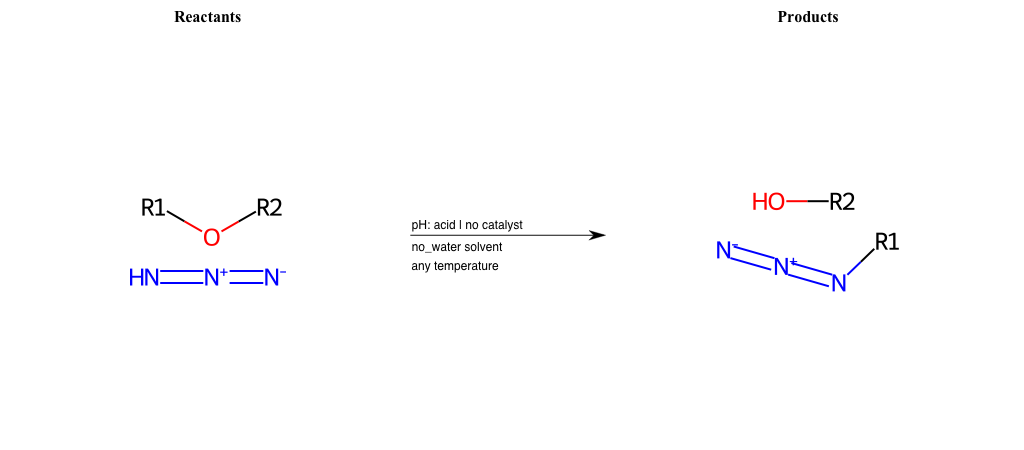 Reactants
Products
R1 R2
O
HN N+ N-
pH: acid | no catalyst
no_water solvent
any temperature
HO R2
R1
N- N+ N